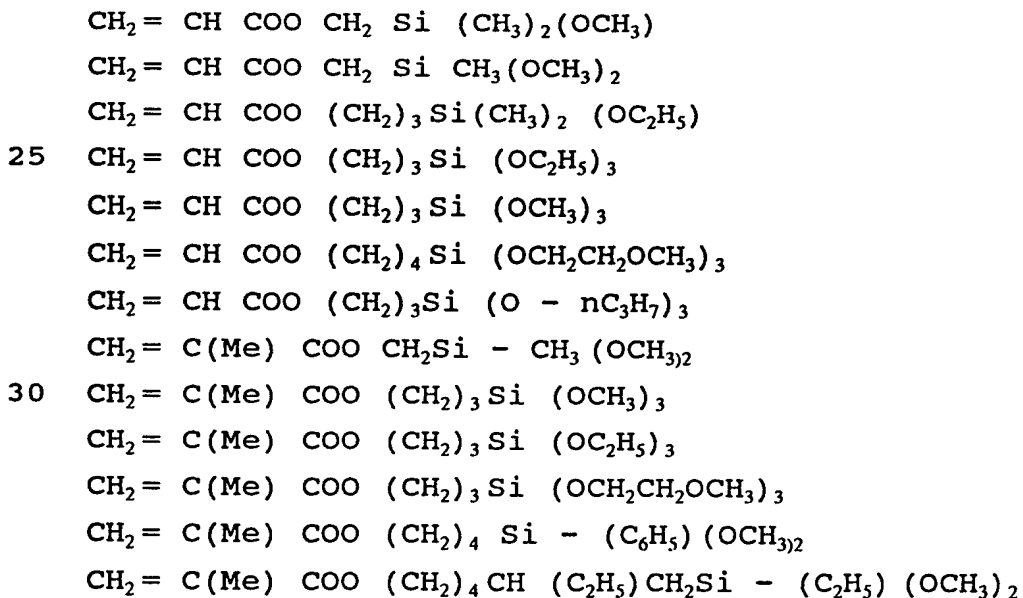 CH₂= CH COO CH₂ Si (CH₃)₂(OCH₃)
CH₂= CH COO CH₂ Si CH₃(OCH₃)₂
CH₂= CH COO (CH₂)₃Si(CH₃)₂ (OC₂H₅)
25 CH₂= CH COO (CH₂)₃Si (OC₂H₅)₃
CH₂= CH COO (CH₂)₃Si (OCH₃)₃
CH₂= CH COO (CH₂)₄Si (OCH₂CH₂OCH₃)₃
CH₂= CH COO (CH₂)₃Si (O - nC₃H₇)₃
CH₂= C(Me) COO CH₂Si - CH₃ (OCH₃₎₂
30 CH₂= C(Me) COO (CH₂)₃Si (OCH₃)₃
CH₂= C(Me) COO (CH₂)₃Si (OC₂H₅)₃
CH₂= C(Me) COO (CH₂)₃Si (OCH₂CH₂OCH₃)₃
CH₂= C(Me) COO (CH₂)₄ Si - (C₆H₅)(OCH₃₎₂
CH₂= C(Me) COO (CH₂)₄CH (C₂H₅)CH₂Si - (C₂H₅) (OCH₃)₂